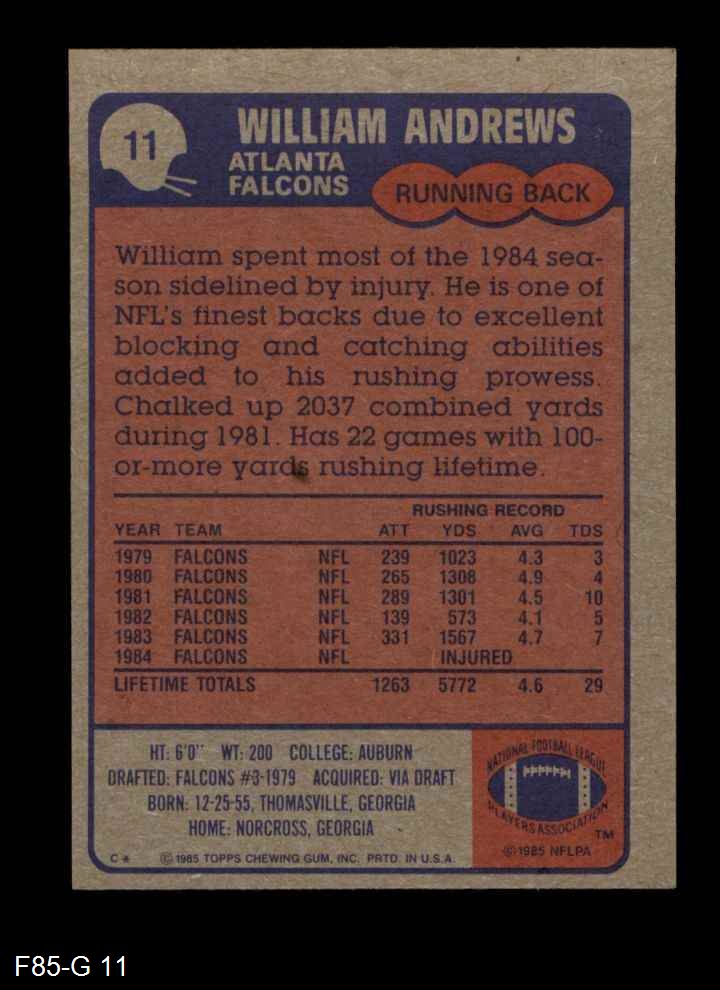 11
WILLIAM ANDREWS
ATLANTA
FALCONS
RUNNING BACK
William spent most of the 1984 sea-
son sidelined by injury. He is one of
NFL's finest backs due to excellent
blocking and catching abilities
added to his rushing prowess.
Chalked up 2037 combined yards
during 1981. Has 22 games with 100-
or-more yards rushing lifetime.
RUSHING RECORD
YEAR TEAM ATT YDS AVG TDS
1979 FALCONS NFL 239 1023 4.3 3
1980 FALCONS NFL 265 1308 4.9 4
1981 FALCONS NFL 289 1301 4.5 10
1982 FALCONS NFL 139 573 4.1 5
1983 FALCONS NFL 331 1567 4.7 7
1984 FALCONS NFL INJURED
LIFETIME TOTALS 1263 5772 4.6 29
HT: 6'0" WT: 200 COLLEGE: AUBURN
DRAFTED: FALCONS #3-1979 ACQUIRED: VIA DRAFT
BORN: 12-25-55, THOMASVILLE, GEORGIA
HOME: NORCROSS, GEORGIA
C* © 1985 TOPPS CHEWING GUM, INC. PRTD. IN U.S.A.
NATIONAL FOOTBALL LEAGUE
PLAYERS ASSOCIATION
TM
© 1985 NFLPA
F85-G 11